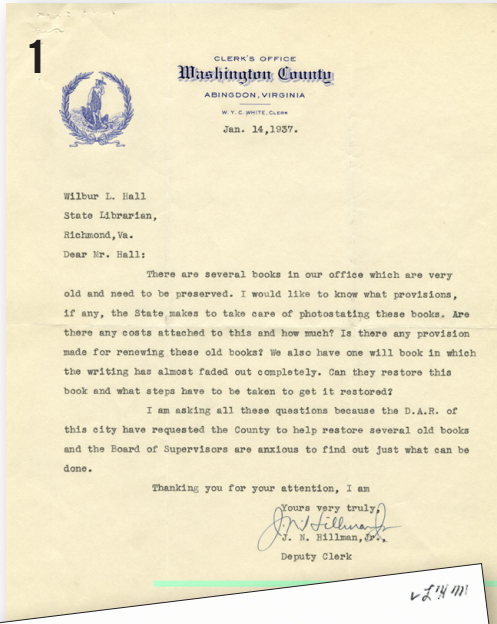 1
CLERK'S OFFICE
Washington County
ABINGDON, VIRGINIA
W. Y. C. WHITE, CLERK
Jan. 14,1937.
Wilbur L. Hall
State Librarian,
Richmond,Va.
Dear Mr. Hall:
There are several books in our office which are very
old and need to be preserved. I would like to know what provisions,
if any, the State makes to take care of photostating these books. Are
there any costs attached to this and how much? Is there any provision
made for renewing these old books? We also have one will book in which
the writing has almost faded out completely. Can they restore this
book and what steps have to be taken to get it restored?
I am asking all these questions because the D.A.R. of
this city have requested the County to help restore several old books
and the Board of Supervisors are anxious to find out just what can be
done.
Thanking you for your attention, I am
Yours very truly,
J. N. Hillman Jr
J. N. Hillman,Jr.,
Deputy Clerk